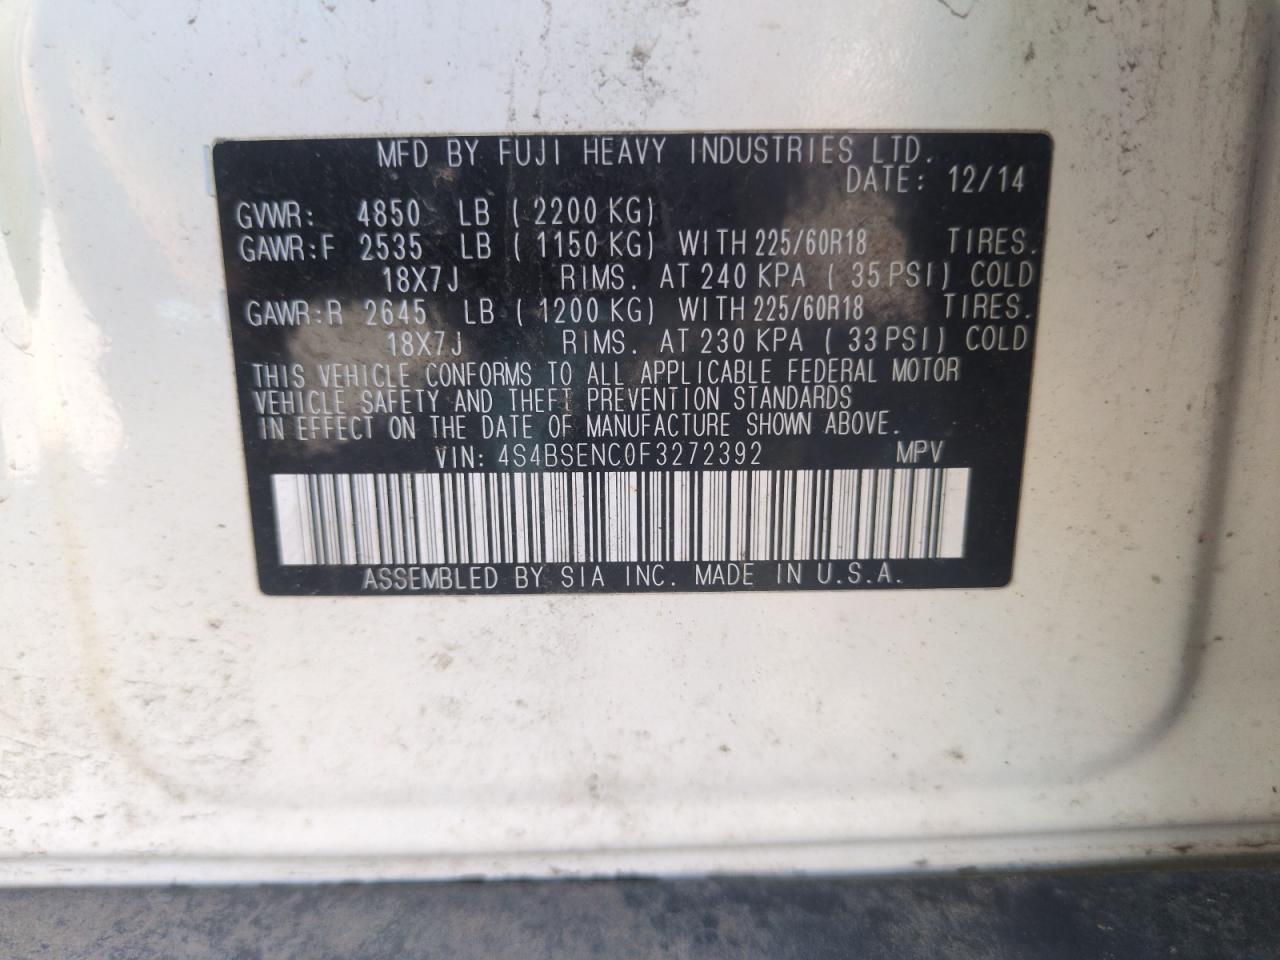 MFD BY FUJI HEAVY INDUSTRIES LTD.
DATE: 12/14
GVWR: 4850 LB ( 2200 KG)
GAWR:F 2535 LB ( 1150 KG) WITH 225/60R18 TIRES.
18X7J RIMS. AT 240 KPA ( 35 PSI) COLD
GAWR:R 2645 LB ( 1200 KG) WITH 225/60R18 TIRES.
18X7J RIMS. AT 230 KPA ( 33 PSI) COLD
THIS VEHICLE CONFORMS TO ALL APPLICABLE FEDERAL MOTOR
VEHICLE SAFETY AND THEFT PREVENTION STANDARDS
IN EFFECT ON THE DATE OF MANUFACTURE SHOWN ABOVE.
VIN: 4S4BSENC0F3272392 MPV
ASSEMBLED BY SIA INC. MADE IN U.S.A.